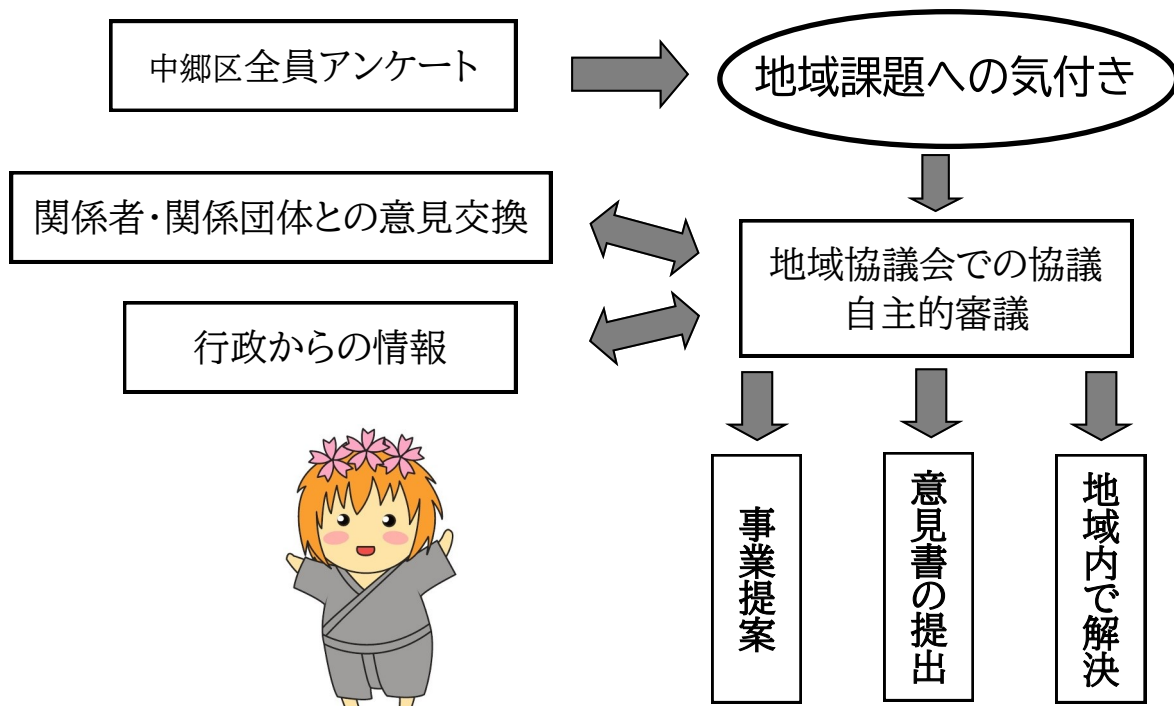 中郷区全員アンケート
地域課題への気付き
関係者・関係団体との意見交換
地域協議会での協議
自主的審議
行政からの情報
事業提案
意見書の提出
地域内で解決